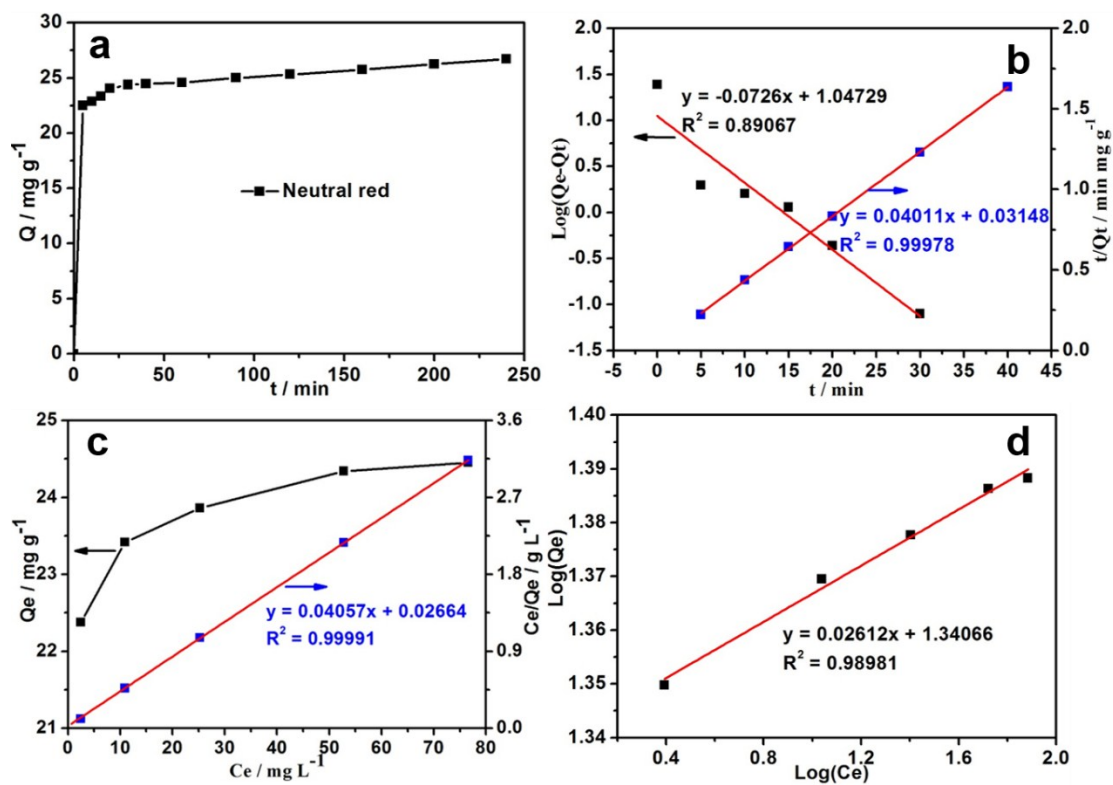 a
30
25
20
15
10
5
0
Q / mg g⁻¹
Neutral red
0 50 100 150 200 250
t / min
b
2.0
1.5
1.0
0.5
0.0
-0.5
-1.0
-1.5
Log(Qe-Qt)
y = -0.0726x + 1.04729
R² = 0.89067
y = 0.04011x + 0.03148
R² = 0.99978
2.0
1.5
1.0
0.5
0.0
t/Qt / min mg g⁻¹
-5 0 5 10 15 20 25 30 35 40 45
t / min
c
25
24
23
22
21
Qe / mg g⁻¹
y = 0.04057x + 0.02664
R² = 0.99991
3.6
2.7
1.8
0.9
0.0
Ce/Qe / g L⁻¹
0 10 20 30 40 50 60 70 80
Ce / mg L⁻¹
d
1.40
1.39
1.38
1.37
1.36
1.35
1.34
Log(Qe)
y = 0.02612x + 1.34066
R² = 0.98981
0.4 0.8 1.2 1.6 2.0
Log(Ce)